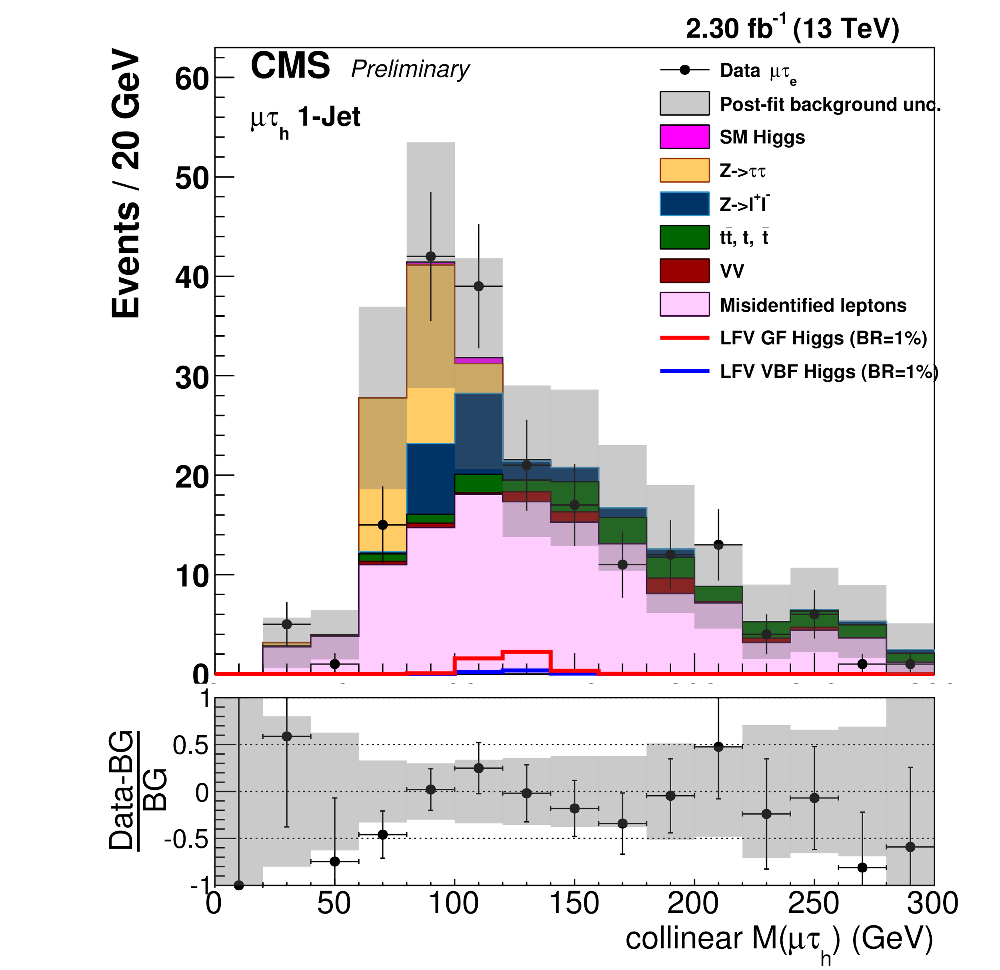 2.30 fb⁻¹ (13 TeV)
CMS Preliminary
μτh 1-Jet
Events / 20 GeV
60
50
40
30
20
10
0
Data μτe
Post-fit background unc.
SM Higgs
Z->ττ
Z->l⁺l⁻
tt̄, t, t̄
VV
Misidentified leptons
LFV GF Higgs (BR=1%)
LFV VBF Higgs (BR=1%)
Data-BG
BG
1
0.5
0
-0.5
-1
0 50 100 150 200 250 300
collinear M(μτh) (GeV)